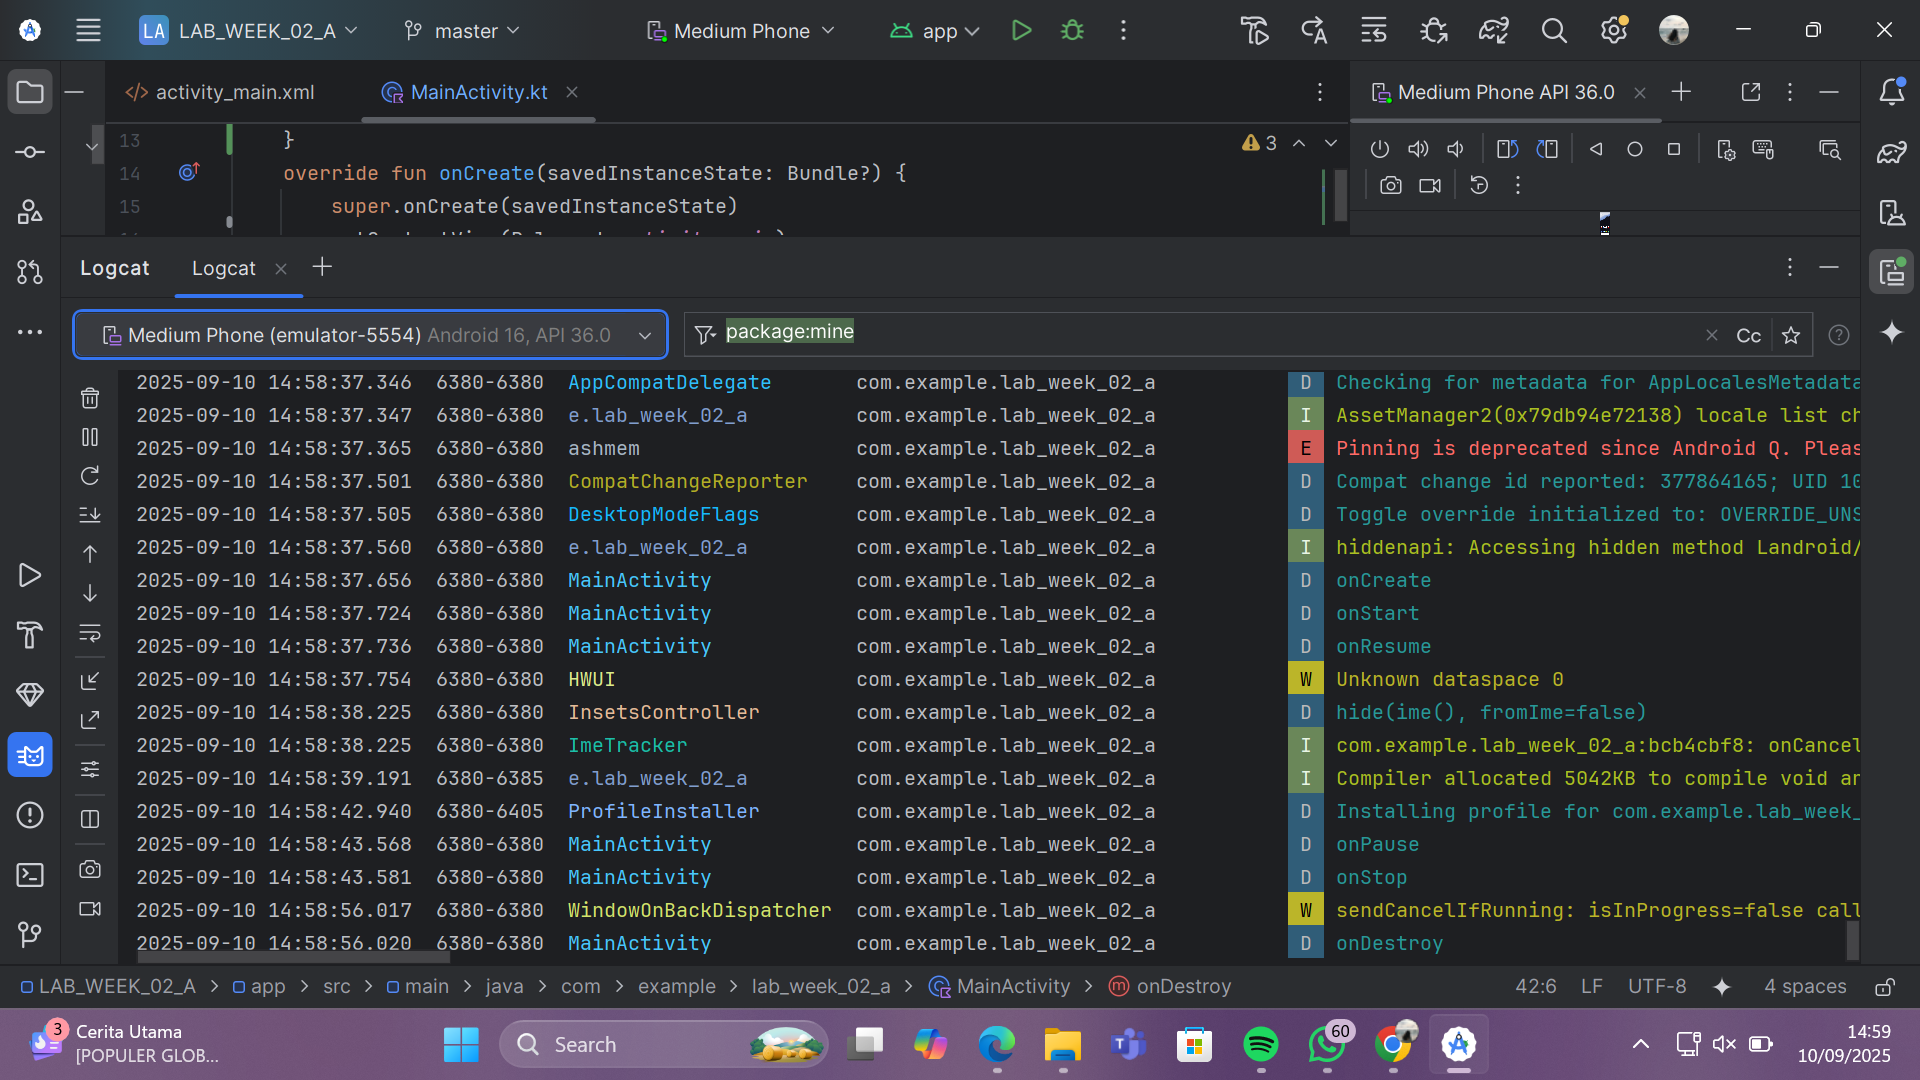 LA LAB_WEEK_02_A master Medium Phone app
activity_main.xml MainActivity.kt Medium Phone API 36.0
13 } 3
14 override fun onCreate(savedInstanceState: Bundle?) {
15 super.onCreate(savedInstanceState)
Logcat Logcat
Medium Phone (emulator-5554) Android 16, API 36.0 package:mine Cc ?
2025-09-10 14:58:37.346 6380-6380 AppCompatDelegate com.example.lab_week_02_a D Checking for metadata for AppLocalesMetadata
2025-09-10 14:58:37.347 6380-6380 e.lab_week_02_a com.example.lab_week_02_a I AssetManager2(0x79db94e72138) locale list ch
2025-09-10 14:58:37.365 6380-6380 ashmem com.example.lab_week_02_a E Pinning is deprecated since Android Q. Pleas
2025-09-10 14:58:37.501 6380-6380 CompatChangeReporter com.example.lab_week_02_a D Compat change id reported: 377864165; UID 10
2025-09-10 14:58:37.505 6380-6380 DesktopModeFlags com.example.lab_week_02_a D Toggle override initialized to: OVERRIDE_UNS
2025-09-10 14:58:37.560 6380-6380 e.lab_week_02_a com.example.lab_week_02_a I hiddenapi: Accessing hidden method Landroid/
2025-09-10 14:58:37.656 6380-6380 MainActivity com.example.lab_week_02_a D onCreate
2025-09-10 14:58:37.724 6380-6380 MainActivity com.example.lab_week_02_a D onStart
2025-09-10 14:58:37.736 6380-6380 MainActivity com.example.lab_week_02_a D onResume
2025-09-10 14:58:37.754 6380-6380 HWUI com.example.lab_week_02_a W Unknown dataspace 0
2025-09-10 14:58:38.225 6380-6380 InsetsController com.example.lab_week_02_a D hide(ime(), fromIme=false)
2025-09-10 14:58:38.225 6380-6380 ImeTracker com.example.lab_week_02_a I com.example.lab_week_02_a:bcb4cbf8: onCancel
2025-09-10 14:58:39.191 6380-6385 e.lab_week_02_a com.example.lab_week_02_a I Compiler allocated 5042KB to compile void an
2025-09-10 14:58:42.940 6380-6405 ProfileInstaller com.example.lab_week_02_a D Installing profile for com.example.lab_week_
2025-09-10 14:58:43.568 6380-6380 MainActivity com.example.lab_week_02_a D onPause
2025-09-10 14:58:43.581 6380-6380 MainActivity com.example.lab_week_02_a D onStop
2025-09-10 14:58:56.017 6380-6380 WindowOnBackDispatcher com.example.lab_week_02_a W sendCancelIfRunning: isInProgress=false call
2025-09-10 14:58:56.020 6380-6380 MainActivity com.example.lab_week_02_a D onDestroy
LAB_WEEK_02_A > app > src > main > java > com > example > lab_week_02_a > MainActivity > m onDestroy 42:6 LF UTF-8 4 spaces
3 Cerita Utama
[POPULER GLOB...
Search
60
14:59
10/09/2025